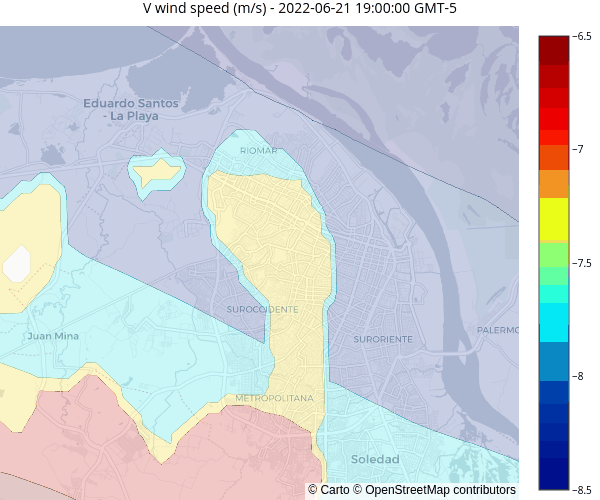 V wind speed (m/s) - 2022-06-21 19:00:00 GMT-5
Eduardo Santos
- La Playa
RIOMAR
SUROCCIDENTE
SURORIENTE
PALERMO
Juan Mina
METROPOLITANA
Soledad
© Carto © OpenStreetMap contributors
−6.5
−7
−7.5
−8
−8.5